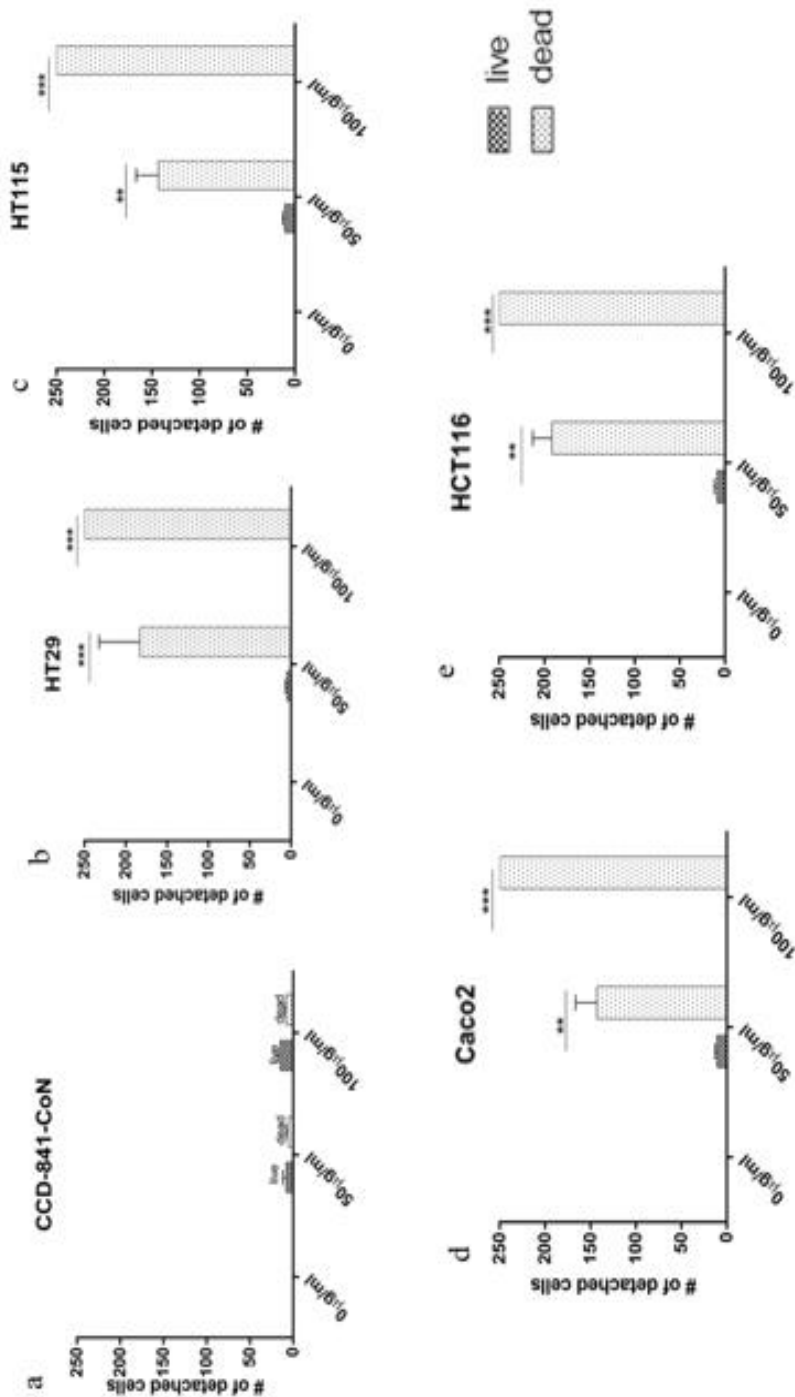 a
CCD-841-CoN
# of detached cells
250
200
150
100
50
0
live
dead
live
dead
0µg/ml
50µg/ml
100µg/ml
b
HT29
# of detached cells
250
200
150
100
50
0
***
***
0µg/ml
50µg/ml
100µg/ml
c
HT115
# of detached cells
250
200
150
100
50
0
**
***
0µg/ml
50µg/ml
100µg/ml
d
Caco2
# of detached cells
250
200
150
100
50
0
**
***
0µg/ml
50µg/ml
100µg/ml
e
HCT116
# of detached cells
250
200
150
100
50
0
**
***
0µg/ml
50µg/ml
100µg/ml
live
dead